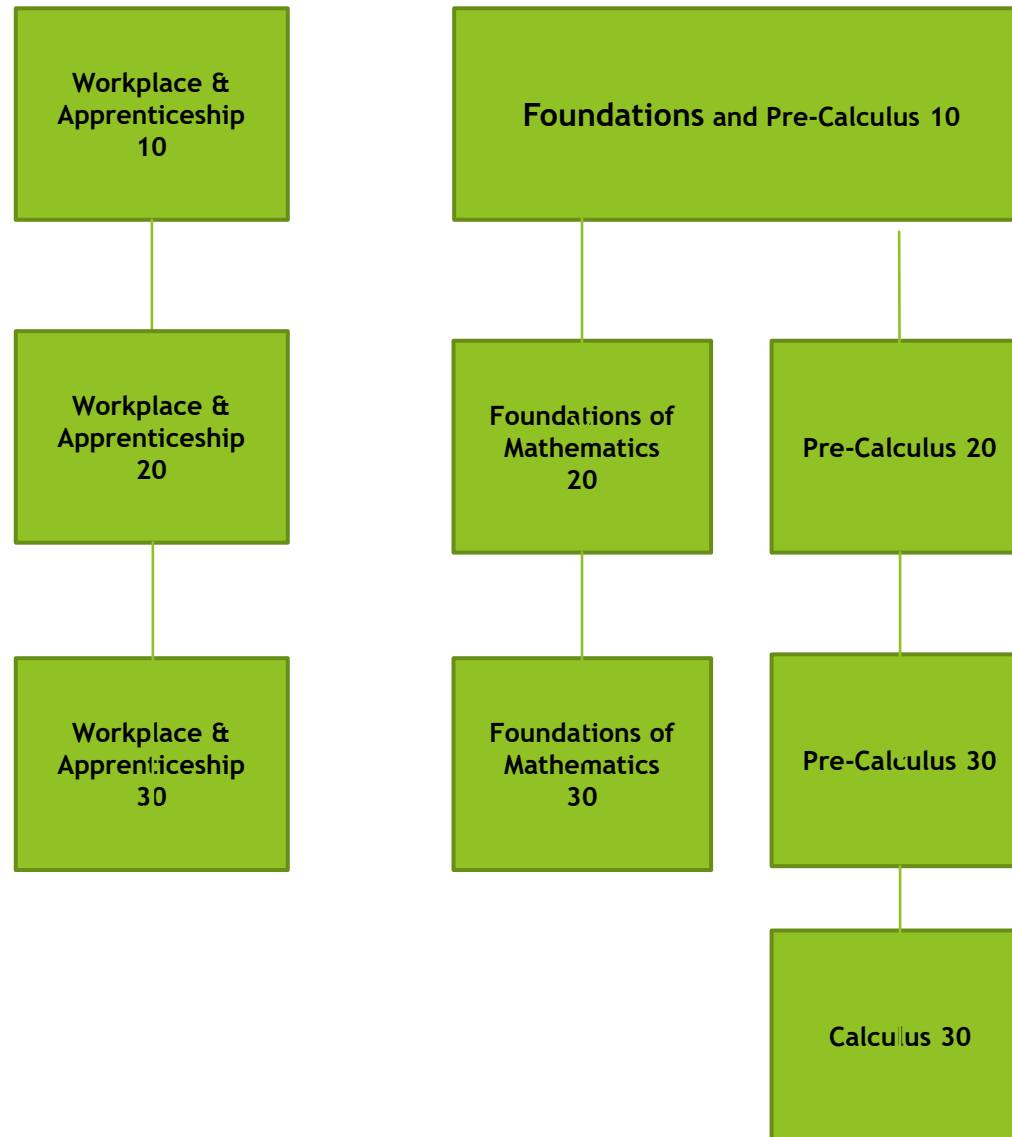 Workplace &
Apprenticeship
10
Foundations and Pre-Calculus 10
Workplace &
Apprenticeship
20
Foundations of
Mathematics
20
Pre-Calculus 20
Workplace &
Apprenticeship
30
Foundations of
Mathematics
30
Pre-Calculus 30
Calculus 30